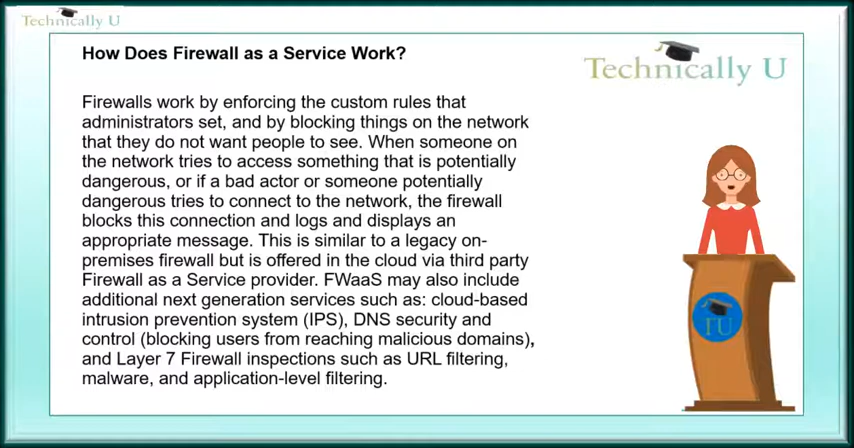 Technically U
How Does Firewall as a Service Work?
Technically U
Firewalls work by enforcing the custom rules that
administrators set, and by blocking things on the network
that they do not want people to see. When someone on
the network tries to access something that is potentially
dangerous, or if a bad actor or someone potentially
dangerous tries to connect to the network, the firewall
blocks this connection and logs and displays an
appropriate message. This is similar to a legacy on-
premises firewall but is offered in the cloud via third party
Firewall as a Service provider. FWaaS may also include
additional next generation services such as: cloud-based
intrusion prevention system (IPS), DNS security and
control (blocking users from reaching malicious domains),
and Layer 7 Firewall inspections such as URL filtering,
malware, and application-level filtering.
TU